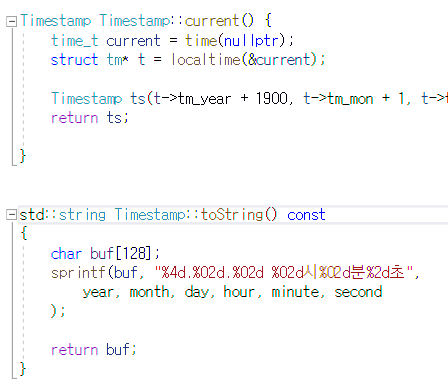 Timestamp Timestamp::current() {
time_t current = time(nullptr);
struct tm* t = localtime(&current);
Timestamp ts(t->tm_year + 1900, t->tm_mon + 1, t->
return ts;
}
std::string Timestamp::toString() const
{
char buf[128];
sprintf(buf, "%4d.%02d.%02d %02d시%02d분%2d초",
year, month, day, hour, minute, second
);
return buf;
}